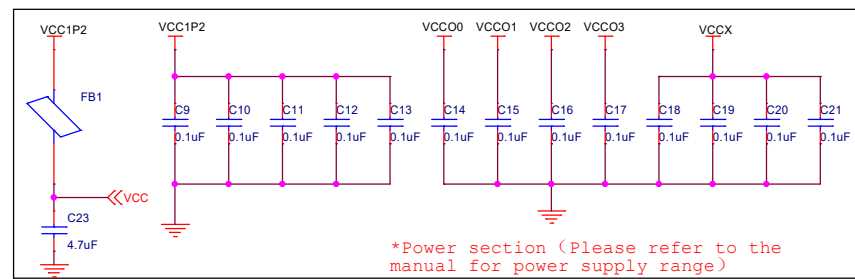 VCC1P2 VCC1P2 VCCO0 VCCO1 VCCO2 VCCO3 VCCX
FB1
C9 C10 C11 C12 C13 C14 C15 C16 C17 C18 C19 C20 C21
0.1uF 0.1uF 0.1uF 0.1uF 0.1uF 0.1uF 0.1uF 0.1uF 0.1uF 0.1uF 0.1uF 0.1uF 0.1uF
VCC
C23
4.7uF
*Power section（Please refer to the
manual for power supply range）